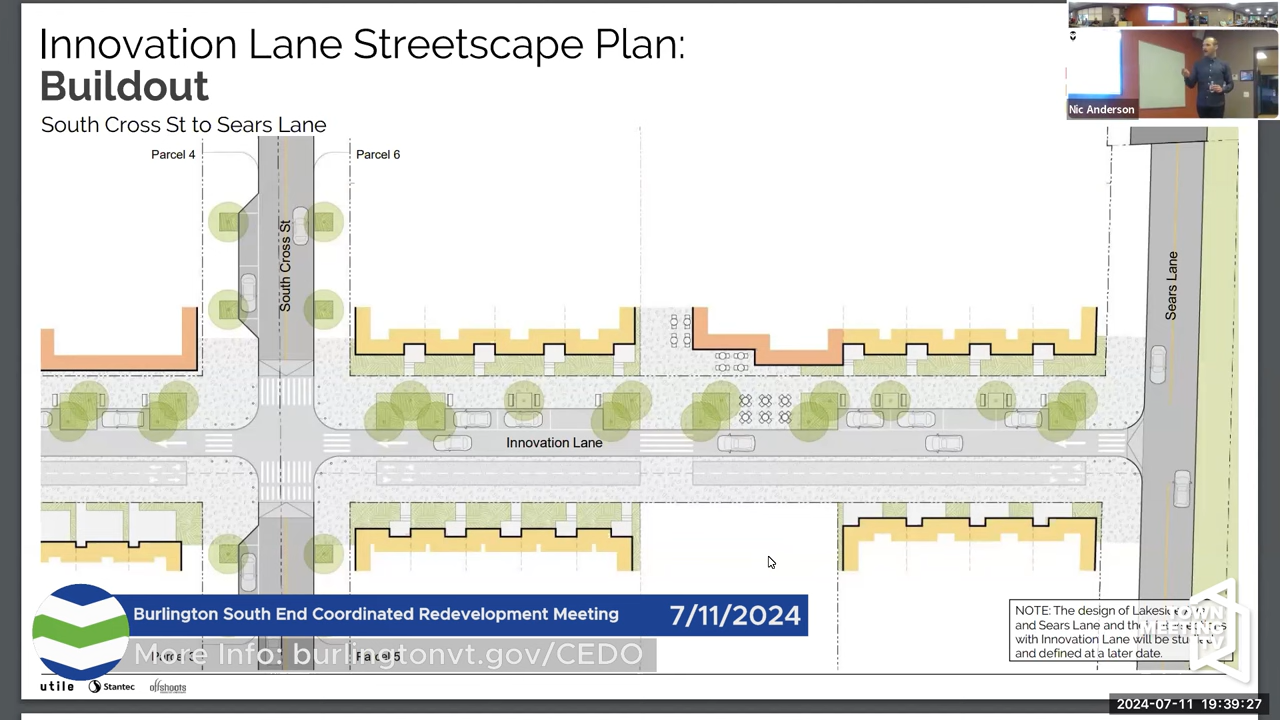 Innovation Lane Streetscape Plan:
Buildout
South Cross St to Sears Lane
Nic Anderson
Parcel 4
Parcel 6
South Cross St
Sears Lane
Innovation Lane
Burlington South End Coordinated Redevelopment Meeting 7/11/2024
More Info: burlingtonvt.gov/CEDO
Parcel 5
NOTE: The design of Lakeside
and Sears Lane and the
with Innovation Lane will be studied
and defined at a later date.
TOWN
MEETING
TV
utile Stantec offshoots
2024-07-11 19:39:27